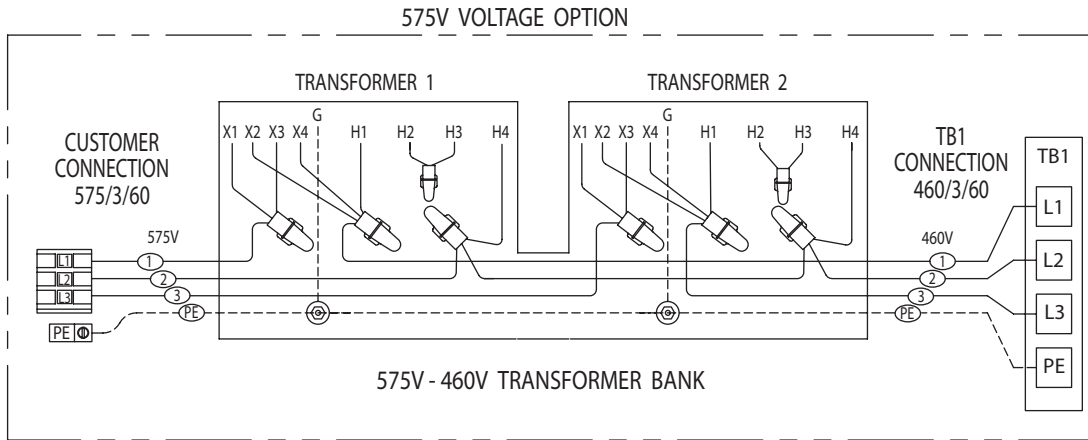 575V VOLTAGE OPTION
TRANSFORMER 1
TRANSFORMER 2
G
G
X1 X2 X3 X4 H1 H2 H3 H4
X1 X2 X3 X4 H1 H2 H3 H4
CUSTOMER
CONNECTION
575/3/60
TB1
CONNECTION
460/3/60
TB1
L1
L2
L3
PE
575V
460V
L1
L2
L3
PE
1
2
3
PE
1
2
3
PE
575V - 460V TRANSFORMER BANK